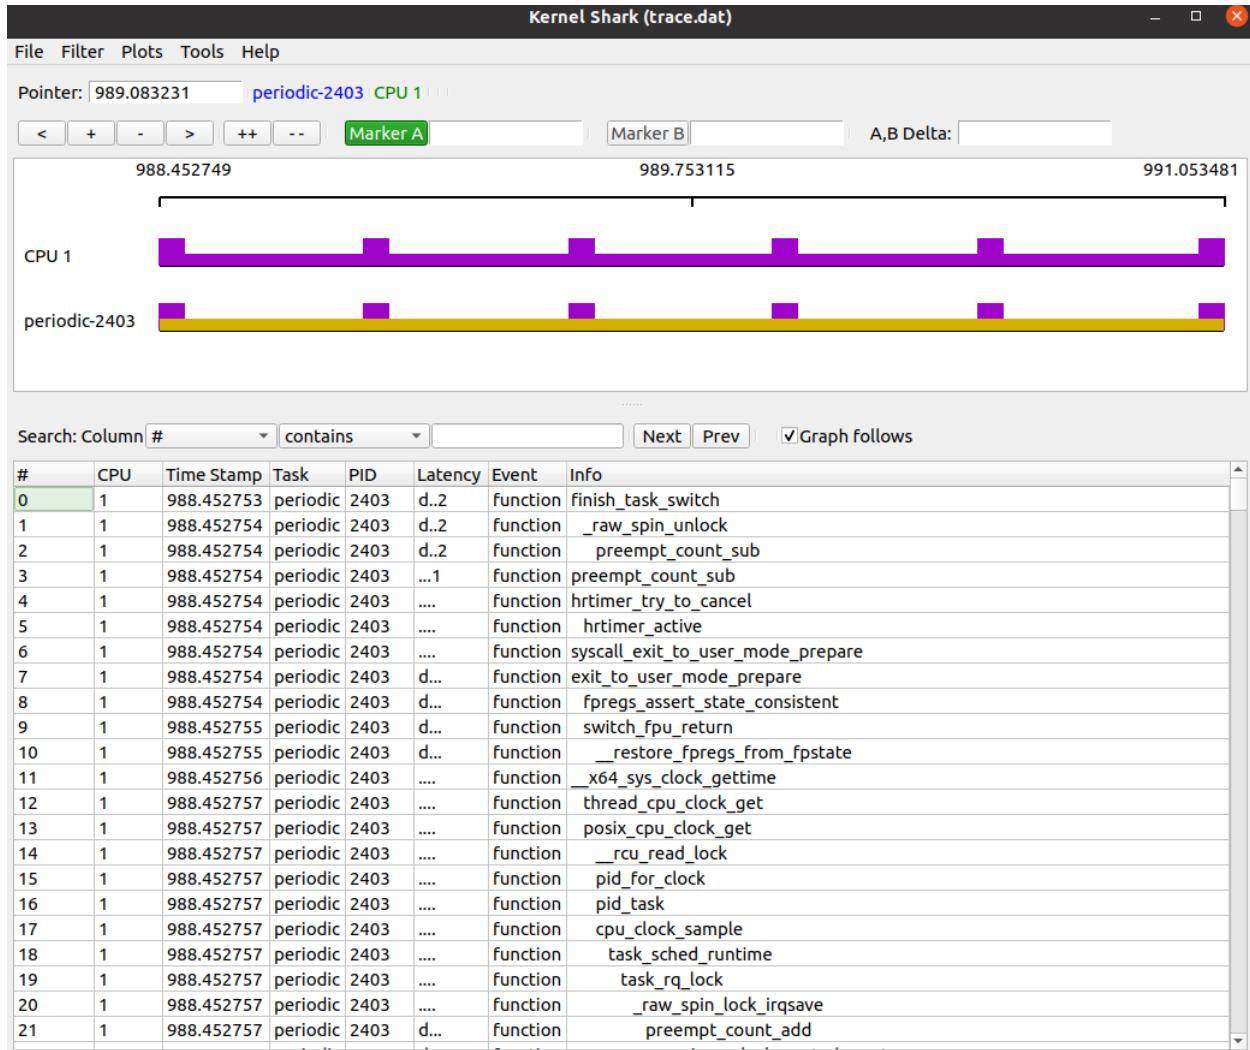 Kernel Shark (trace.dat)
File Filter Plots Tools Help
Pointer: 989.083231 periodic-2403 CPU 1
< + - > ++ -- Marker A Marker B A,B Delta:
988.452749 989.753115 991.053481
CPU 1
periodic-2403
Search: Column # contains Next Prev Graph follows
# CPU Time Stamp Task PID Latency Event Info
0 1 988.452753 periodic 2403 d..2 function finish_task_switch
1 1 988.452754 periodic 2403 d..2 function _raw_spin_unlock
2 1 988.452754 periodic 2403 d..2 function preempt_count_sub
3 1 988.452754 periodic 2403 ...1 function preempt_count_sub
4 1 988.452754 periodic 2403 .... function hrtimer_try_to_cancel
5 1 988.452754 periodic 2403 .... function hrtimer_active
6 1 988.452754 periodic 2403 .... function syscall_exit_to_user_mode_prepare
7 1 988.452754 periodic 2403 d... function exit_to_user_mode_prepare
8 1 988.452754 periodic 2403 d... function fpregs_assert_state_consistent
9 1 988.452755 periodic 2403 d... function switch_fpu_return
10 1 988.452755 periodic 2403 d... function __restore_fpregs_from_fpstate
11 1 988.452756 periodic 2403 .... function __x64_sys_clock_gettime
12 1 988.452757 periodic 2403 .... function thread_cpu_clock_get
13 1 988.452757 periodic 2403 .... function posix_cpu_clock_get
14 1 988.452757 periodic 2403 .... function __rcu_read_lock
15 1 988.452757 periodic 2403 .... function pid_for_clock
16 1 988.452757 periodic 2403 .... function pid_task
17 1 988.452757 periodic 2403 .... function cpu_clock_sample
18 1 988.452757 periodic 2403 .... function task_sched_runtime
19 1 988.452757 periodic 2403 .... function task_rq_lock
20 1 988.452757 periodic 2403 .... function _raw_spin_lock_irqsave
21 1 988.452757 periodic 2403 d... function preempt_count_add